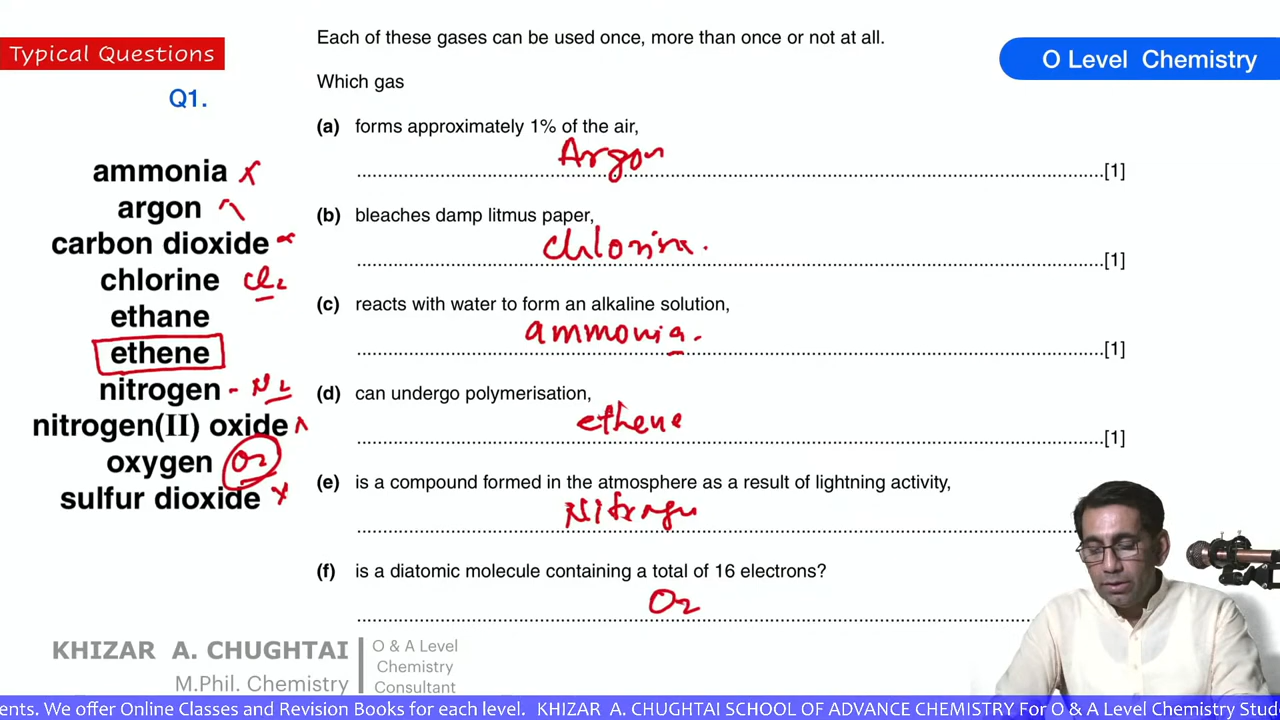 Typical Questions
O Level Chemistry
Q1.
Each of these gases can be used once, more than once or not at all.
Which gas
(a) forms approximately 1% of the air,
Argon
[1]
(b) bleaches damp litmus paper,
chlorine.
[1]
(c) reacts with water to form an alkaline solution,
ammonia.
[1]
(d) can undergo polymerisation,
ethene
[1]
(e) is a compound formed in the atmosphere as a result of lightning activity,
Nitrogen
(f) is a diatomic molecule containing a total of 16 electrons?
O2
ammonia x
argon
carbon dioxide
chlorine Cl2
ethane
ethene
nitrogen - N2
nitrogen(II) oxide
oxygen O2
sulfur dioxide x
KHIZAR A. CHUGHTAI
M.Phil. Chemistry
O & A Level
Chemistry
Consultant
ents. We offer Online Classes and Revision Books for each level. KHIZAR A. CHUGHTAI SCHOOL OF ADVANCE CHEMISTRY For O & A Level Chemistry Stud